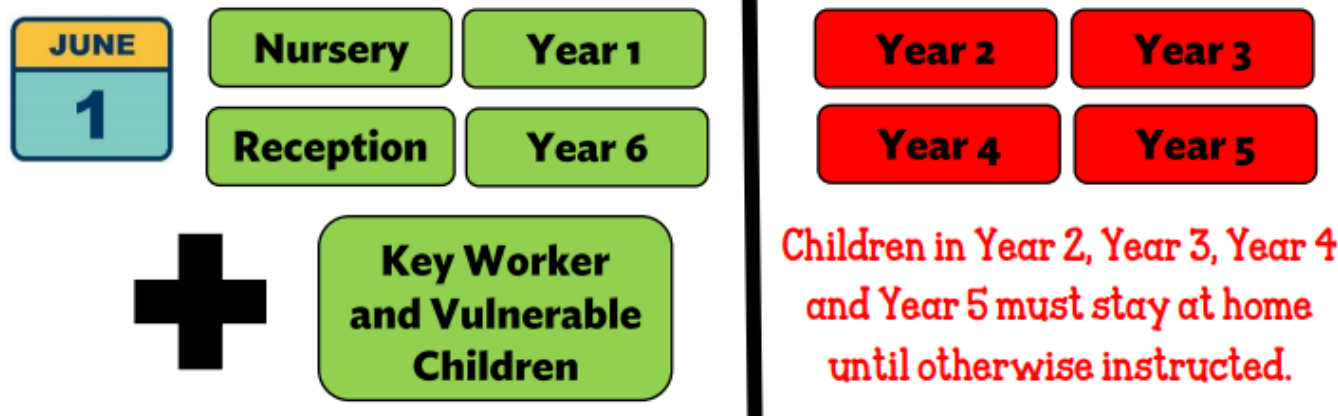 JUNE
1
Nursery
Year 1
Reception
Year 6
Key Worker
and Vulnerable
Children
Year 2
Year 3
Year 4
Year 5
Children in Year 2, Year 3, Year 4
and Year 5 must stay at home
until otherwise instructed.